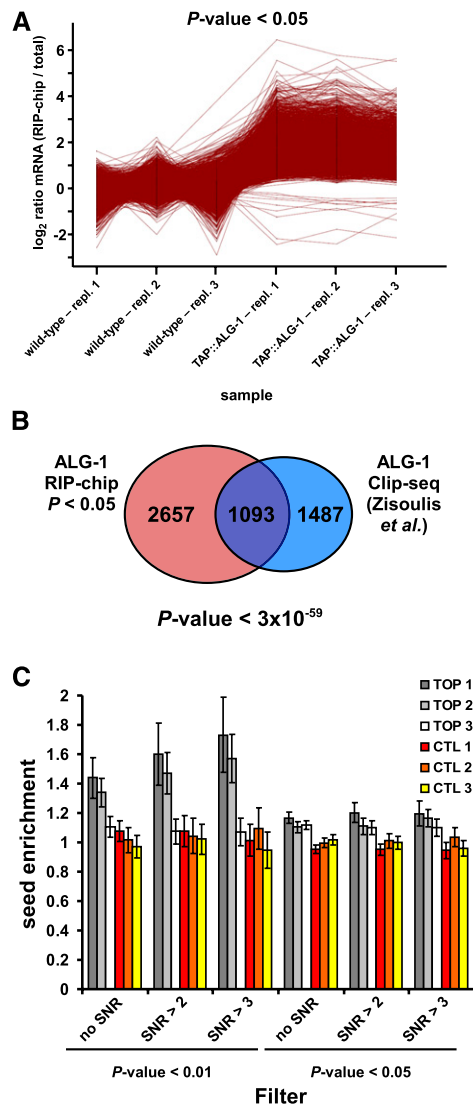 A
P-value < 0.05
log2 ratio mRNA (RIP-chip / total)
6
4
2
0
-2
wild-type – repl. 1
wild-type – repl. 2
wild-type – repl. 3
TAP::ALG-1 – repl. 1
TAP::ALG-1 – repl. 2
TAP::ALG-1 – repl. 3
sample
B
ALG-1
RIP-chip
P < 0.05
2657
1093
1487
ALG-1
Clip-seq
(Zisoulis
et al.)
P-value < 3x10-59
C
TOP 1
TOP 2
TOP 3
CTL 1
CTL 2
CTL 3
seed enrichment
2
1.8
1.6
1.4
1.2
1
0.8
0.6
0.4
0.2
0
no SNR
SNR > 2
SNR > 3
no SNR
SNR > 2
SNR > 3
P-value < 0.01
P-value < 0.05
Filter